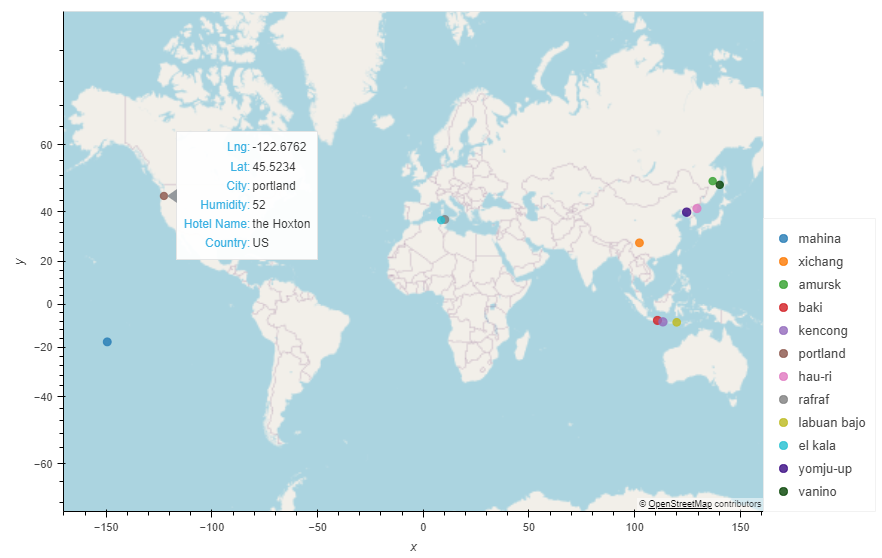 Lng: -122.6762
Lat: 45.5234
City: portland
Humidity: 52
Hotel Name: the Hoxton
Country: US
60
40
20
0
−20
−40
−60
y
−150
−100
−50
0
50
100
150
x
© OpenStreetMap contributors
mahina
xichang
amursk
baki
kencong
portland
hau-ri
rafraf
labuan bajo
el kala
yomju-up
vanino